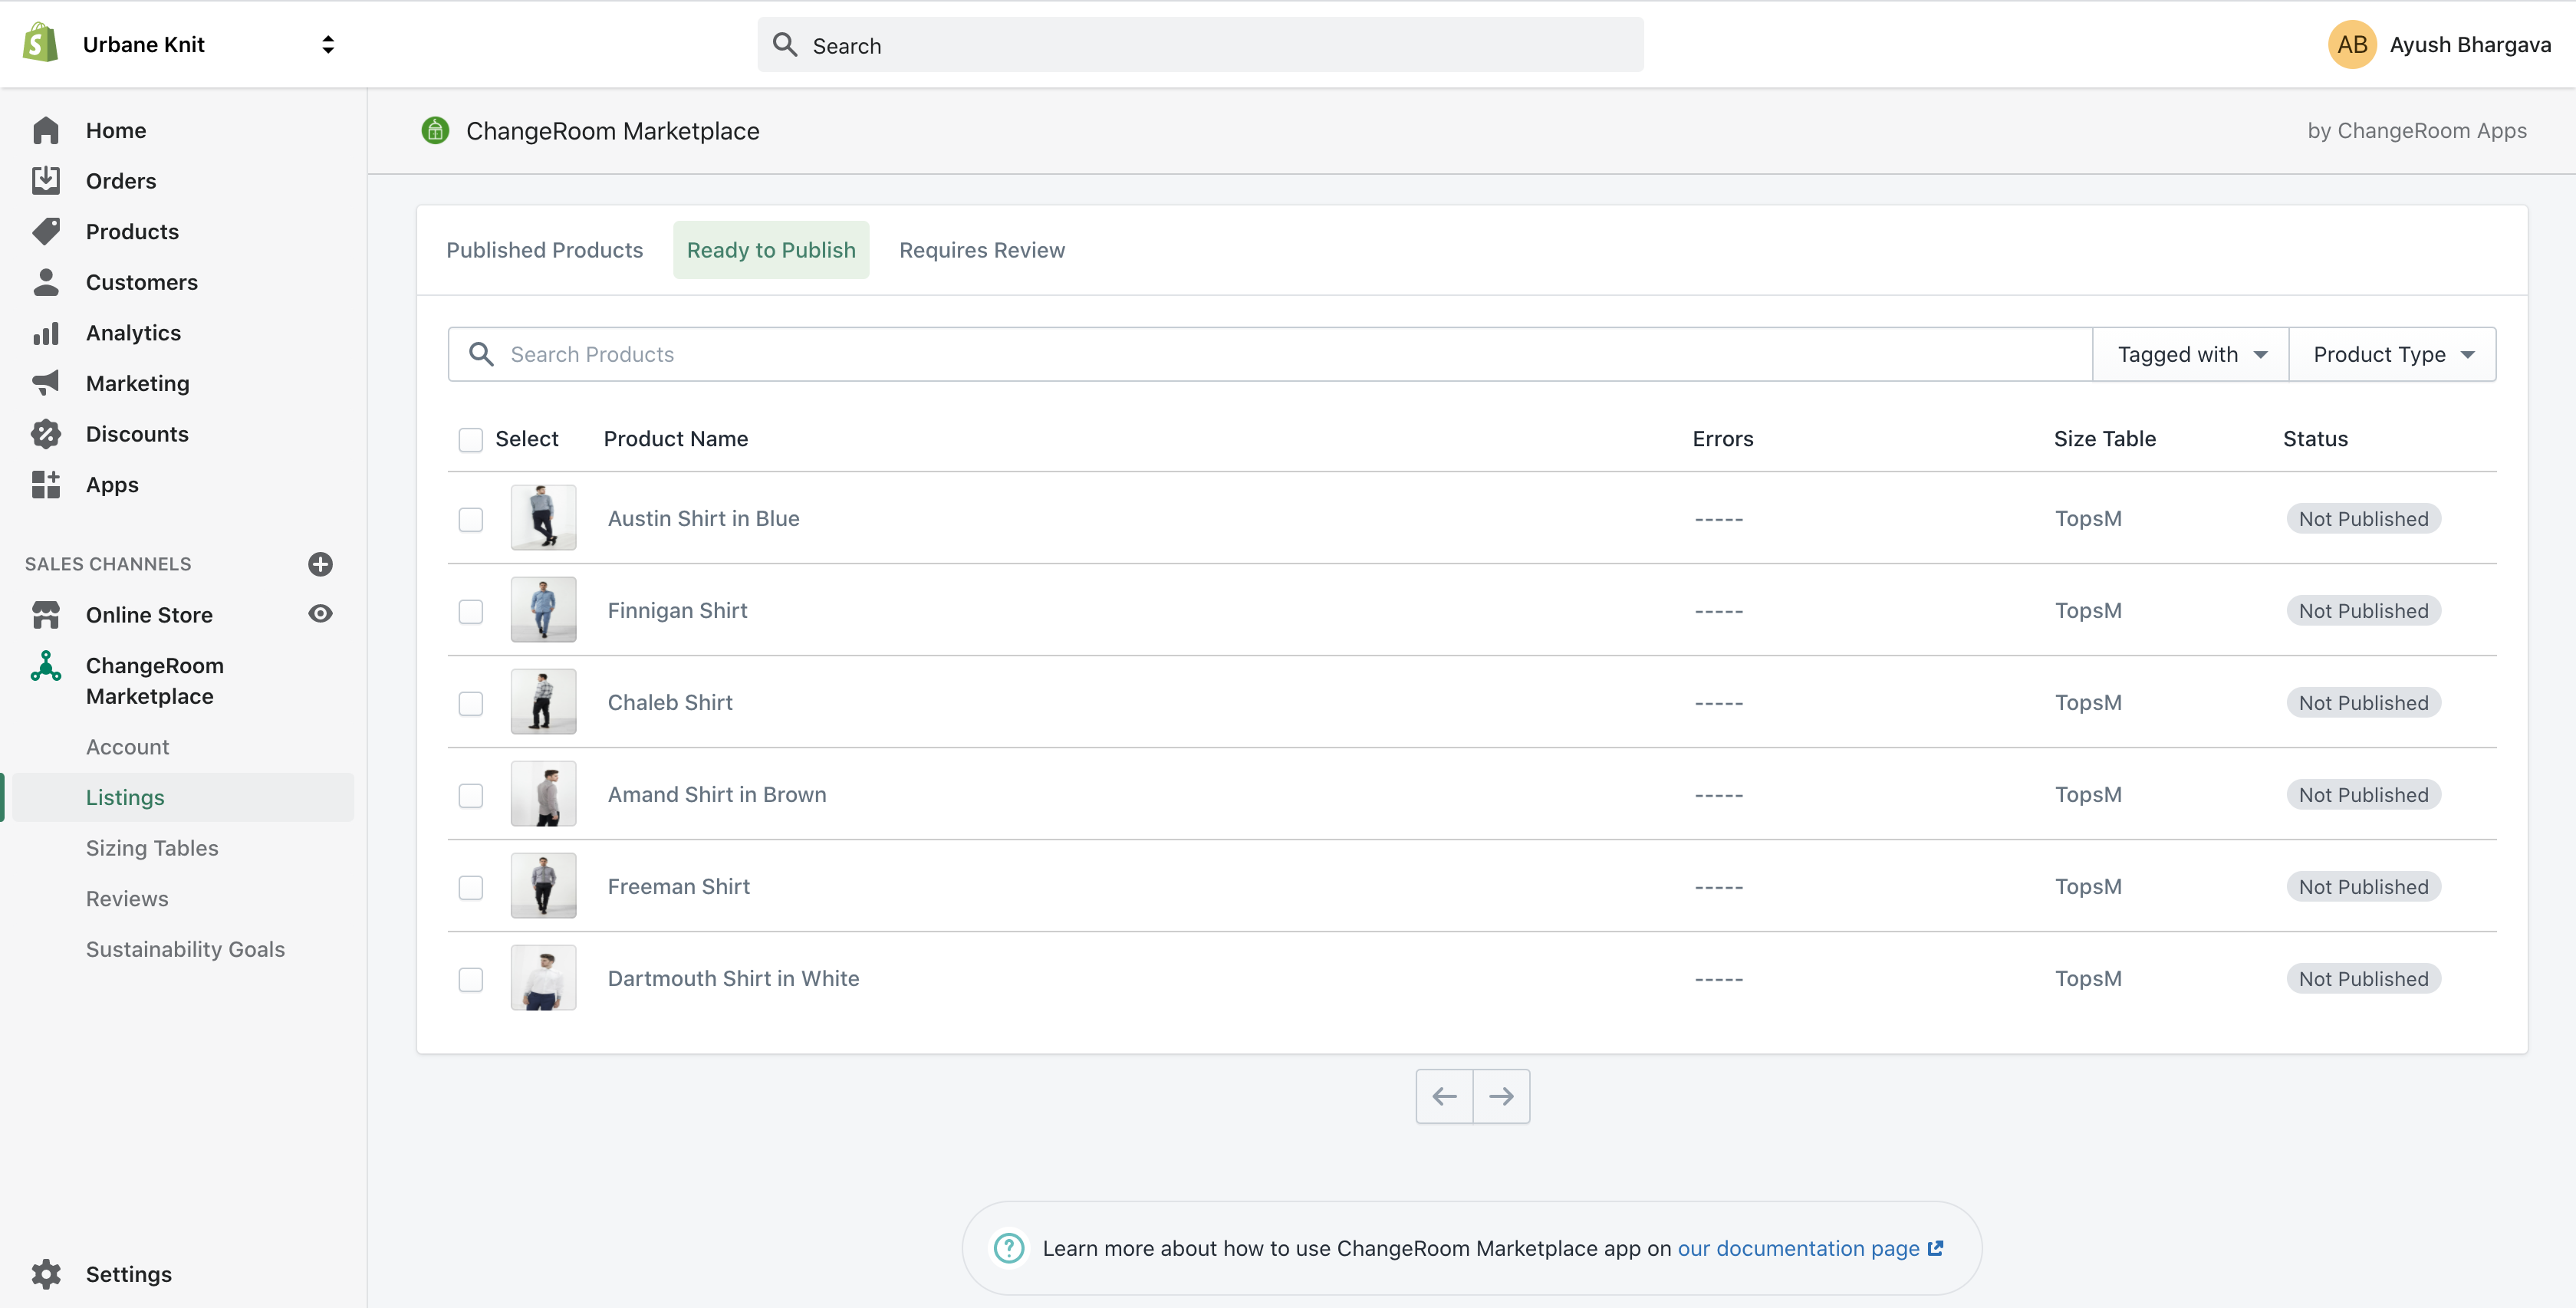 Urbane Knit
Search
AB Ayush Bhargava
Home
Orders
Products
Customers
Analytics
Marketing
Discounts
Apps
SALES CHANNELS
Online Store
ChangeRoom
Marketplace
Account
Listings
Sizing Tables
Reviews
Sustainability Goals
Settings
ChangeRoom Marketplace by ChangeRoom Apps
Published Products Ready to Publish Requires Review
Search Products Tagged with Product Type
Select Product Name Errors Size Table Status
Austin Shirt in Blue ----- TopsM Not Published
Finnigan Shirt ----- TopsM Not Published
Chaleb Shirt ----- TopsM Not Published
Amand Shirt in Brown ----- TopsM Not Published
Freeman Shirt ----- TopsM Not Published
Dartmouth Shirt in White ----- TopsM Not Published
Learn more about how to use ChangeRoom Marketplace app on our documentation page